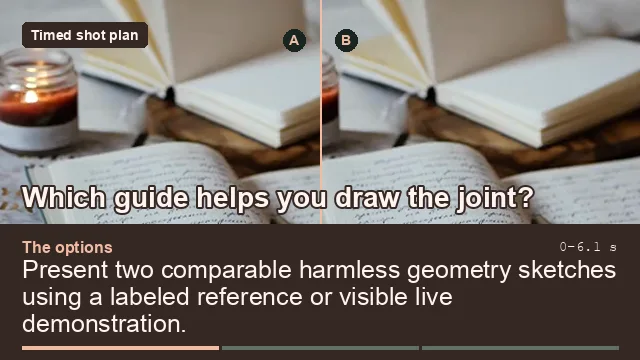 Timed shot plan
A
B
Which guide helps you draw the joint?
The options
0–6.1 s
Present two comparable harmless geometry sketches
using a labeled reference or visible live
demonstration.